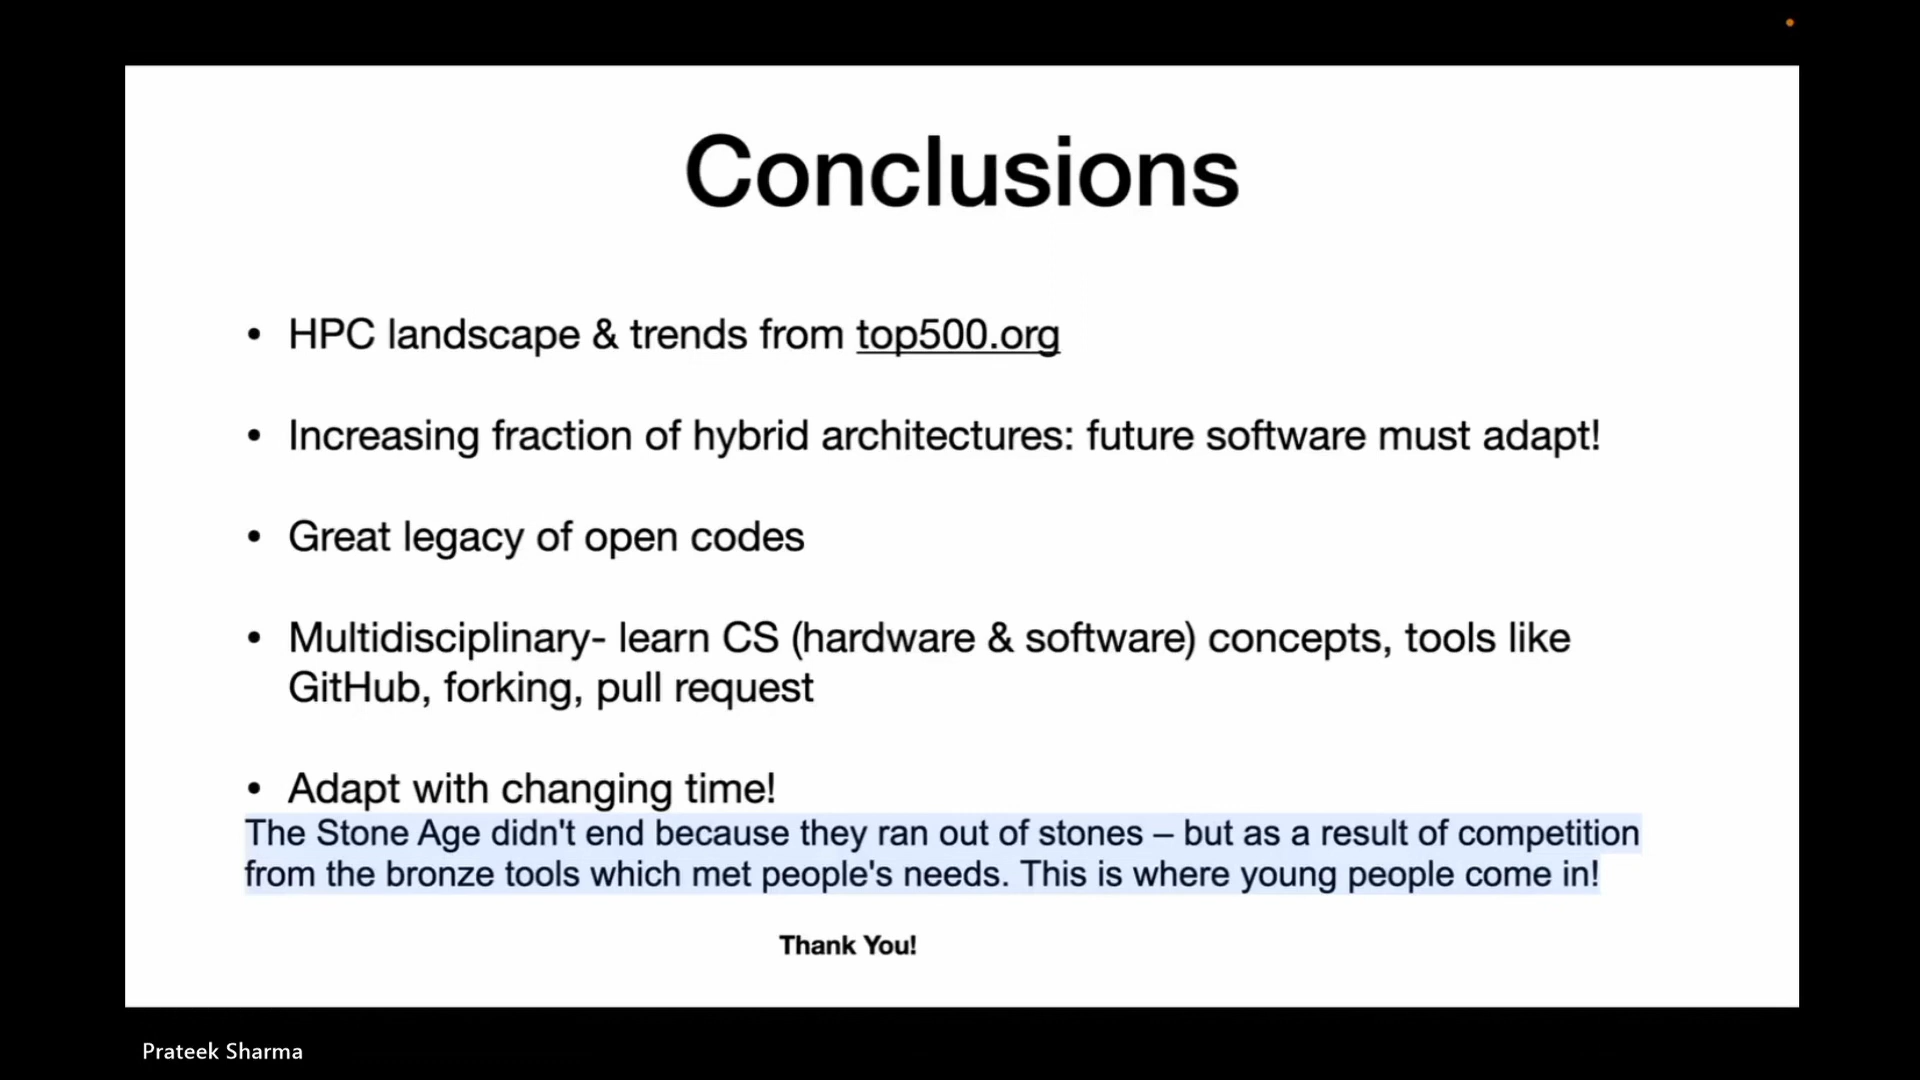 Conclusions
• HPC landscape & trends from top500.org
• Increasing fraction of hybrid architectures: future software must adapt!
• Great legacy of open codes
• Multidisciplinary- learn CS (hardware & software) concepts, tools like
GitHub, forking, pull request
• Adapt with changing time!
The Stone Age didn't end because they ran out of stones – but as a result of competition
from the bronze tools which met people's needs. This is where young people come in!
Thank You!
Prateek Sharma